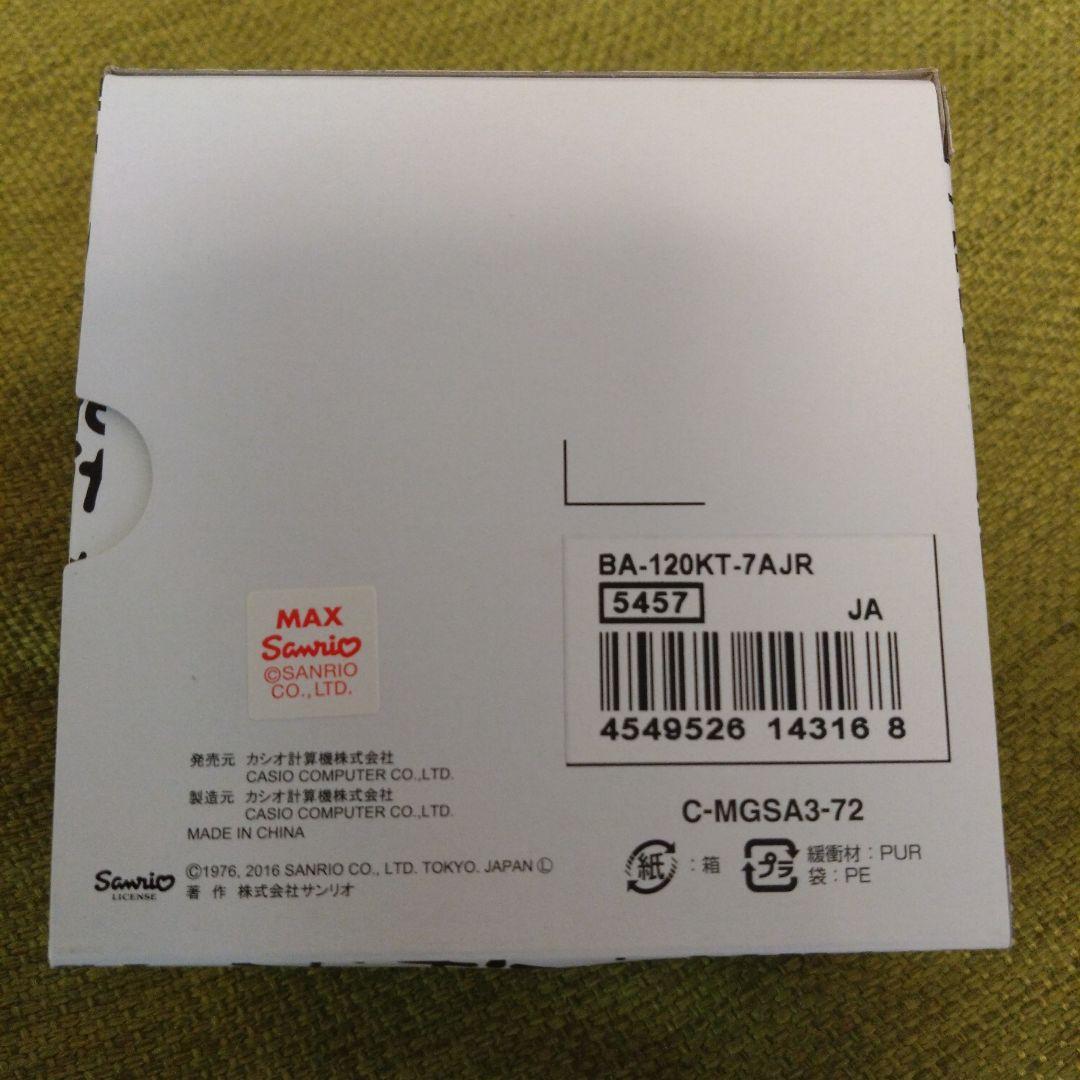 BA-120KT-7AJR
5457
JA
4549526 14316 8
MAX
Sanrio
©SANRIO
CO.,LTD.
発売元 カシオ計算機株式会社
CASIO COMPUTER CO.,LTD.
製造元 カシオ計算機株式会社
CASIO COMPUTER CO.,LTD.
MADE IN CHINA
Sanrio
LICENSE
©1976, 2016 SANRIO CO., LTD. TOKYO. JAPAN Ⓛ
著 作 株式会社サンリオ
C-MGSA3-72
紙 : 箱
プラ 緩衝材 : PUR
袋 : PE